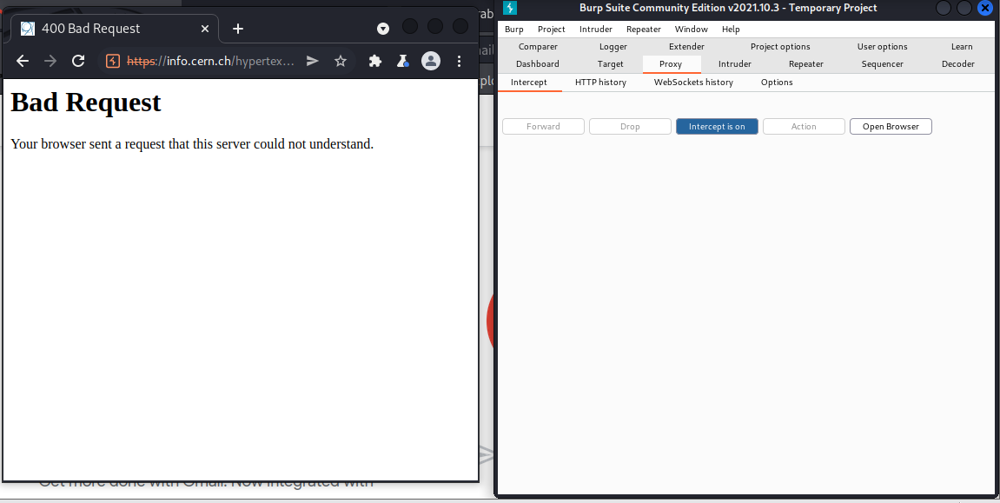 400 Bad Request
https://info.cern.ch/hypertex...
Bad Request
Your browser sent a request that this server could not understand.
Get more done with Gmail. Now integrated with
Burp Suite Community Edition v2021.10.3 - Temporary Project
Burp Project Intruder Repeater Window Help
Comparer Logger Extender Project options User options Learn
Dashboard Target Proxy Intruder Repeater Sequencer Decoder
Intercept HTTP history WebSockets history Options
Forward Drop Intercept is on Action Open Browser